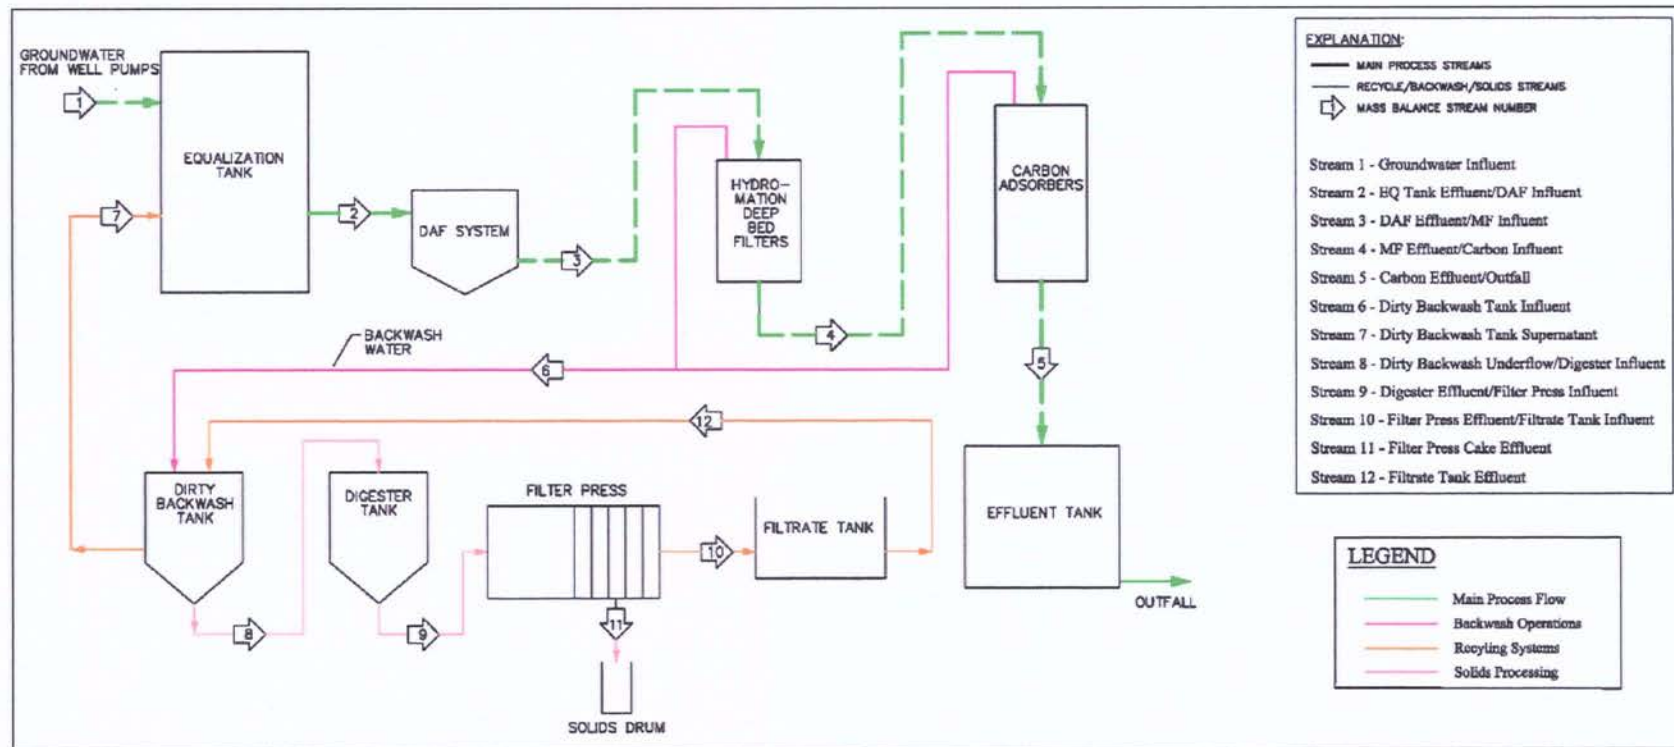 GROUNDWATER
FROM WELL PUMPS
1
EQUALIZATION
TANK
7
2
DAF SYSTEM
3
HYDRO-
MATION
DEEP
BED
FILTERS
4
CARBON
ADSORBERS
5
BACKWASH
WATER
6
12
DIRTY
BACKWASH
TANK
DIGESTER
TANK
FILTER PRESS
10
FILTRATE TANK
EFFLUENT TANK
OUTFALL
8
9
11
SOLIDS DRUM
EXPLANATION:
MAIN PROCESS STREAMS
RECYCLE/BACKWASH/SOLIDS STREAMS
1 MASS BALANCE STREAM NUMBER
Stream 1 - Groundwater Influent
Stream 2 - EQ Tank Effluent/DAF Influent
Stream 3 - DAF Effluent/MF Influent
Stream 4 - MF Effluent/Carbon Influent
Stream 5 - Carbon Effluent/Outfall
Stream 6 - Dirty Backwash Tank Influent
Stream 7 - Dirty Backwash Tank Supernatant
Stream 8 - Dirty Backwash Underflow/Digester Influent
Stream 9 - Digester Effluent/Filter Press Influent
Stream 10 - Filter Press Effluent/Filtrate Tank Influent
Stream 11 - Filter Press Cake Effluent
Stream 12 - Filtrate Tank Effluent
LEGEND
Main Process Flow
Backwash Operations
Recyling Systems
Solids Processing